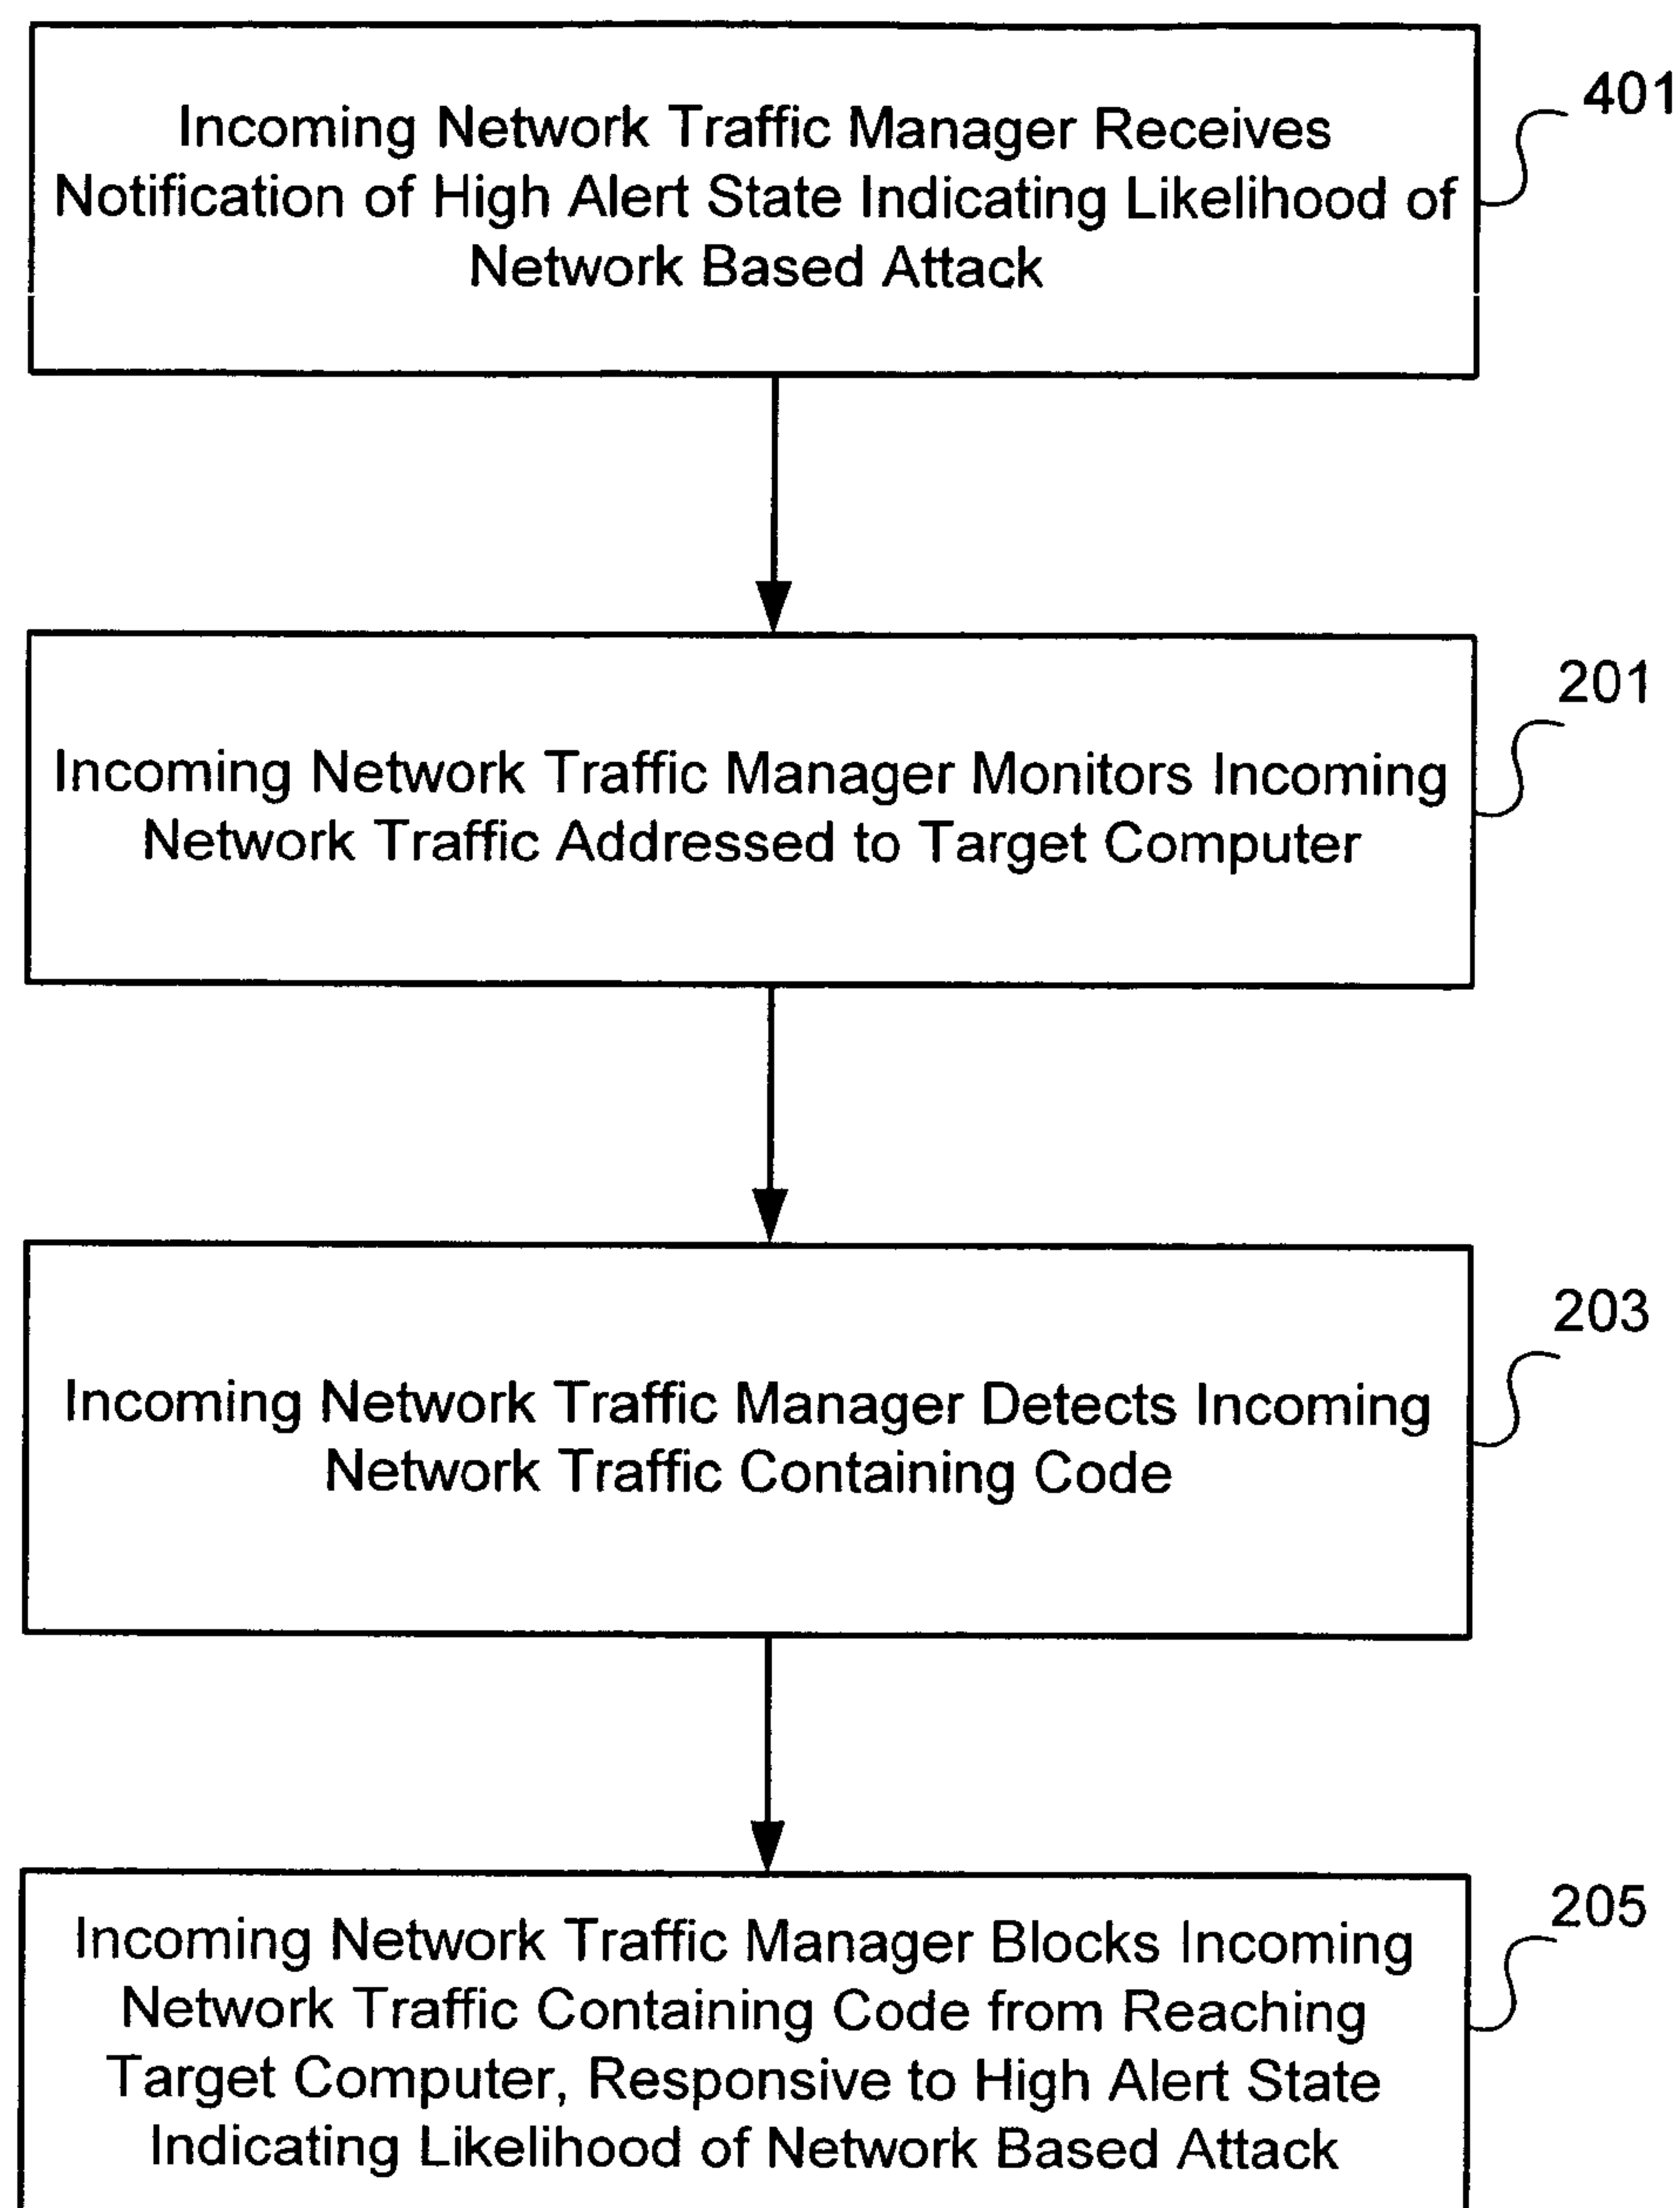 401
Incoming Network Traffic Manager Receives
Notification of High Alert State Indicating Likelihood of
Network Based Attack
201
Incoming Network Traffic Manager Monitors Incoming
Network Traffic Addressed to Target Computer
203
Incoming Network Traffic Manager Detects Incoming
Network Traffic Containing Code
205
Incoming Network Traffic Manager Blocks Incoming
Network Traffic Containing Code from Reaching
Target Computer, Responsive to High Alert State
Indicating Likelihood of Network Based Attack